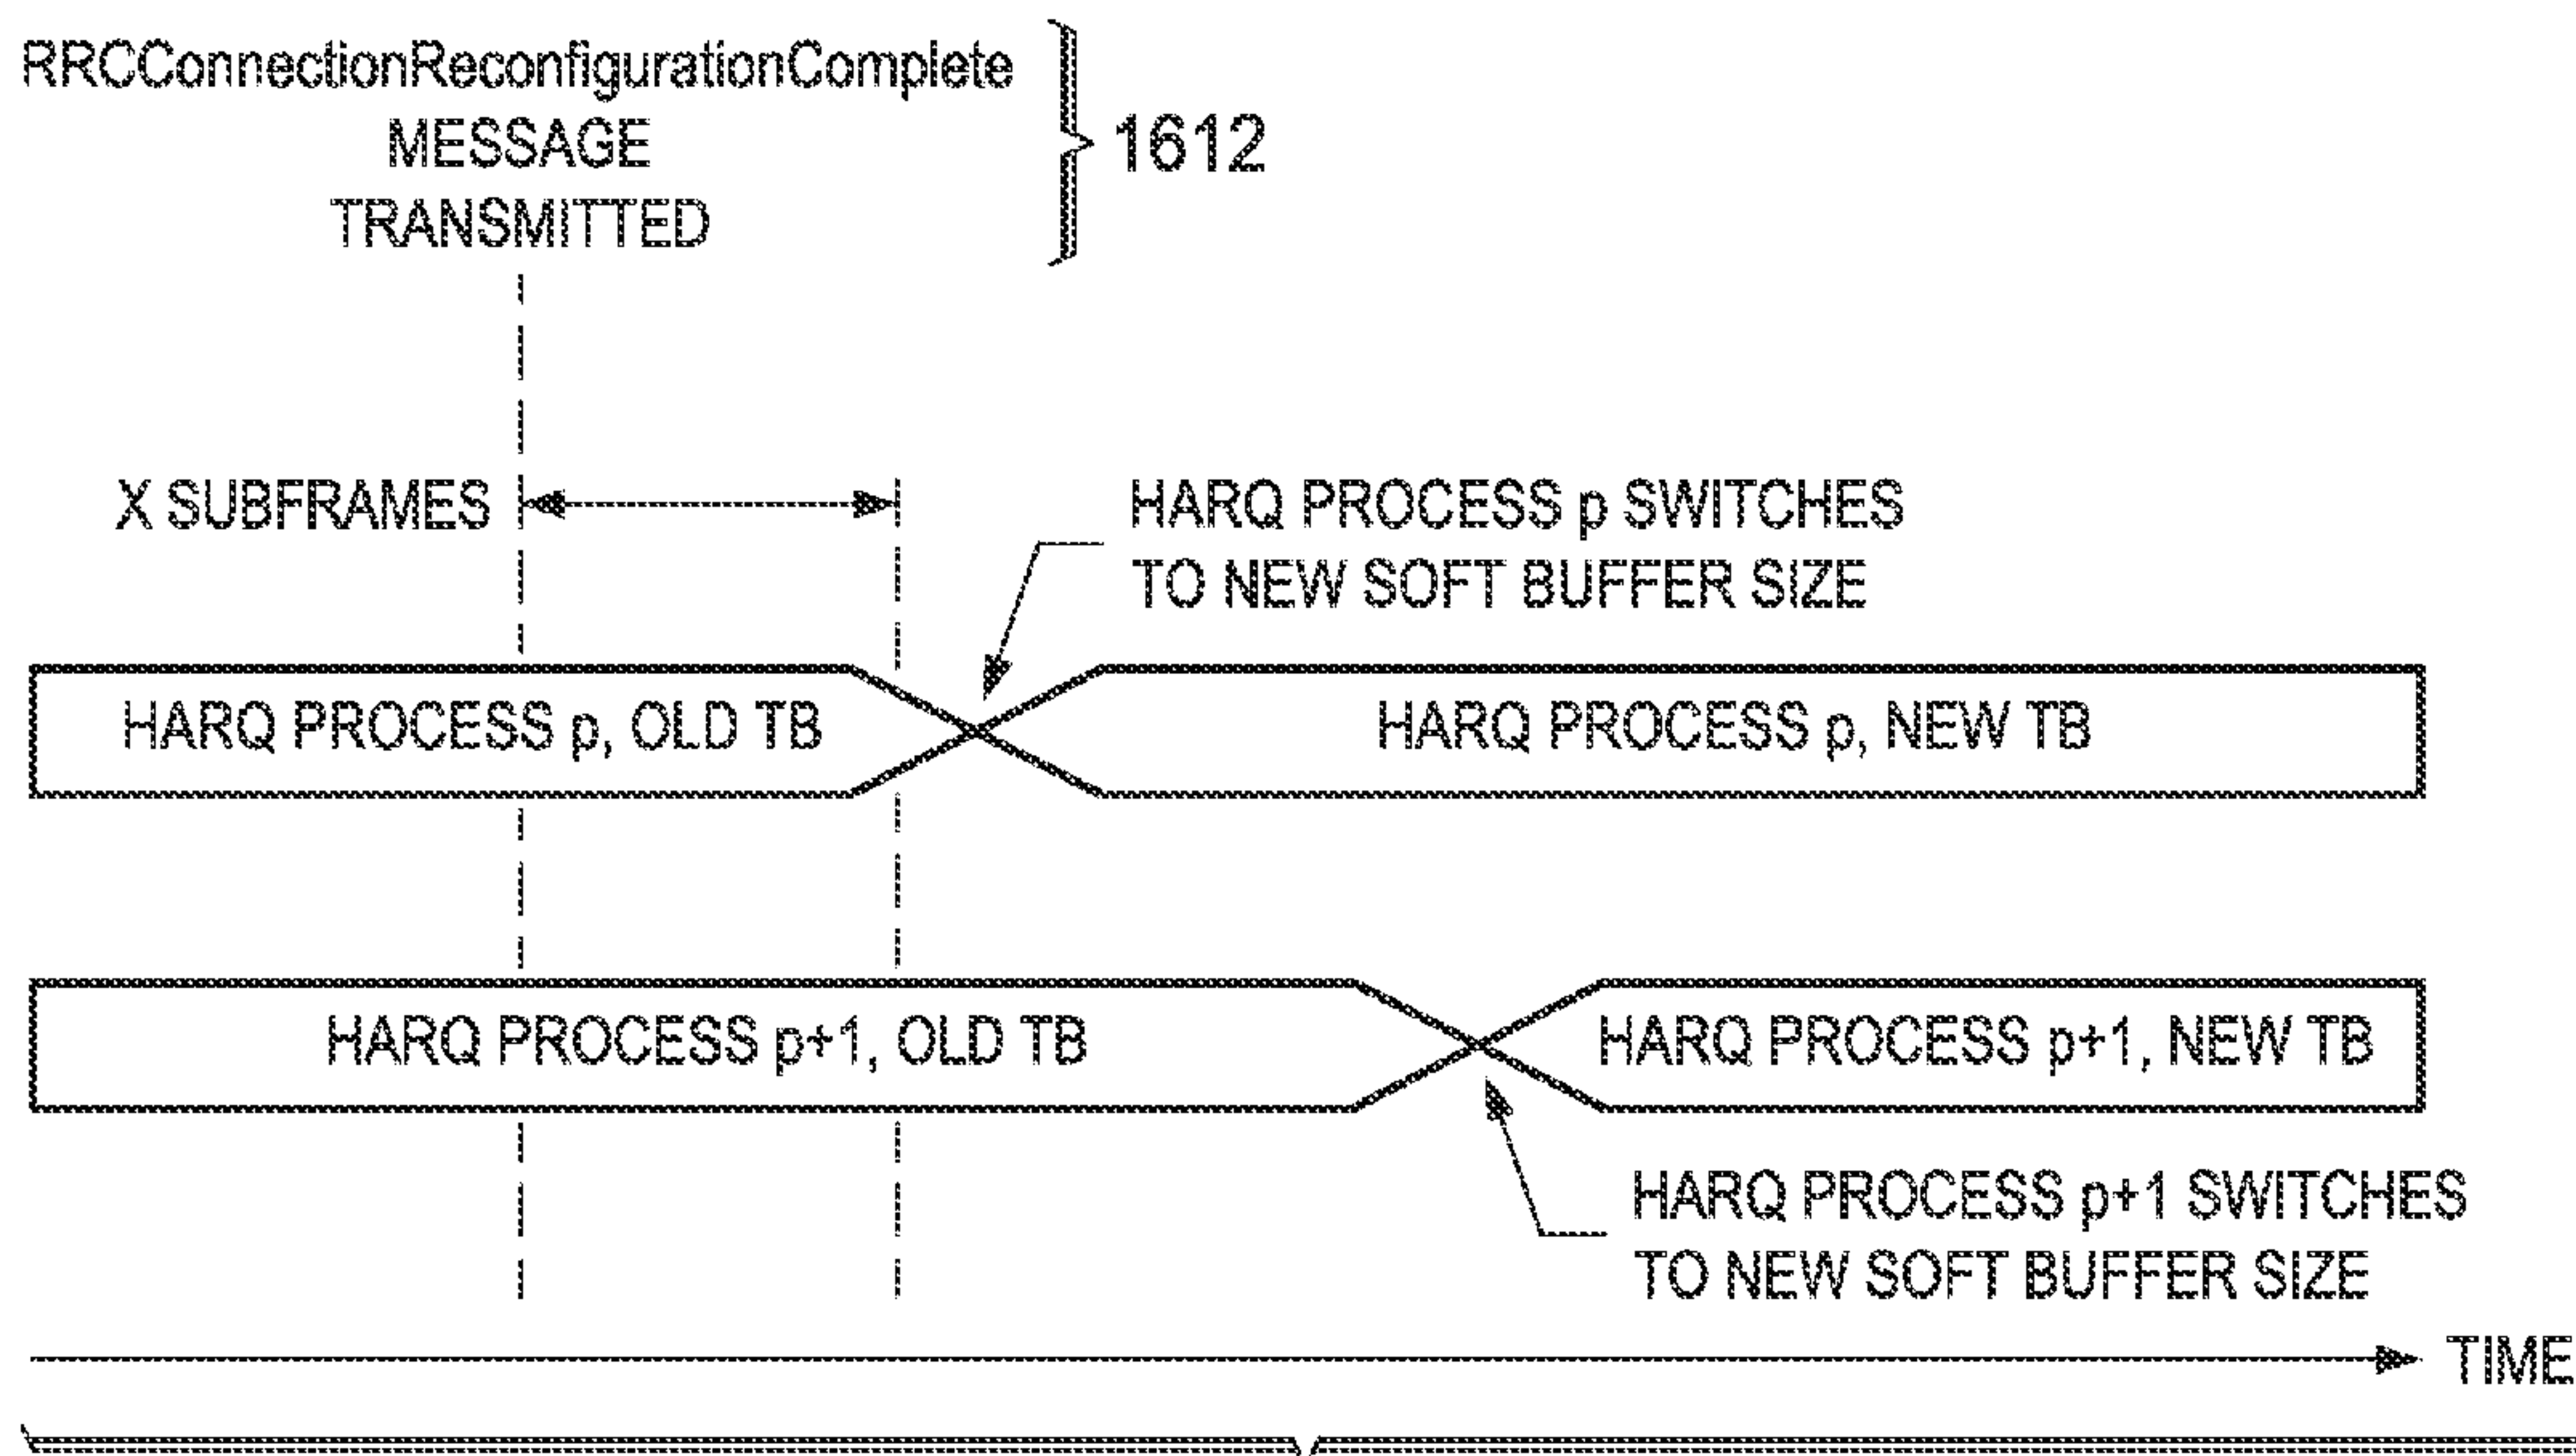 RRCConnectionReconfigurationComplete
MESSAGE
TRANSMITTED
1612
X SUBFRAMES
HARQ PROCESS p SWITCHES
TO NEW SOFT BUFFER SIZE
HARQ PROCESS p, OLD TB
HARQ PROCESS p, NEW TB
HARQ PROCESS p+1, OLD TB
HARQ PROCESS p+1, NEW TB
HARQ PROCESS p+1 SWITCHES
TO NEW SOFT BUFFER SIZE
TIME